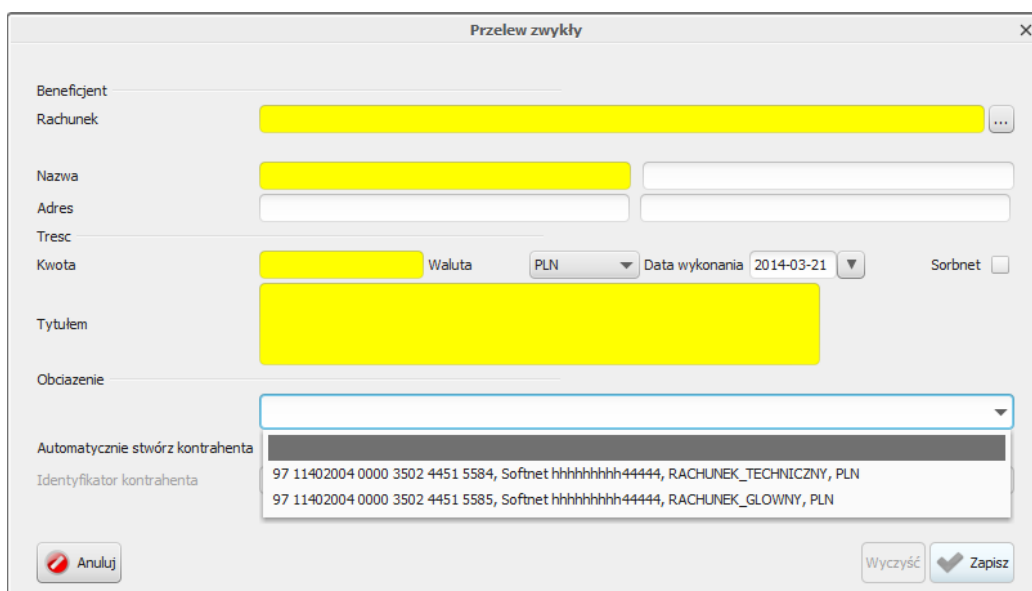 Przelew zwykły
Beneficjent
Rachunek ...
Nazwa
Adres
Tresc
Kwota Waluta PLN Data wykonania 2014-03-21 Sorbnet
Tytułem
Obciazenie
Automatycznie stwórz kontrahenta
97 11402004 0000 3502 4451 5584, Softnet hhhhhhhhh44444, RACHUNEK_TECHNICZNY, PLN
Identyfikator kontrahenta
97 11402004 0000 3502 4451 5585, Softnet hhhhhhhhh44444, RACHUNEK_GLOWNY, PLN
Anuluj Wyczyść Zapisz